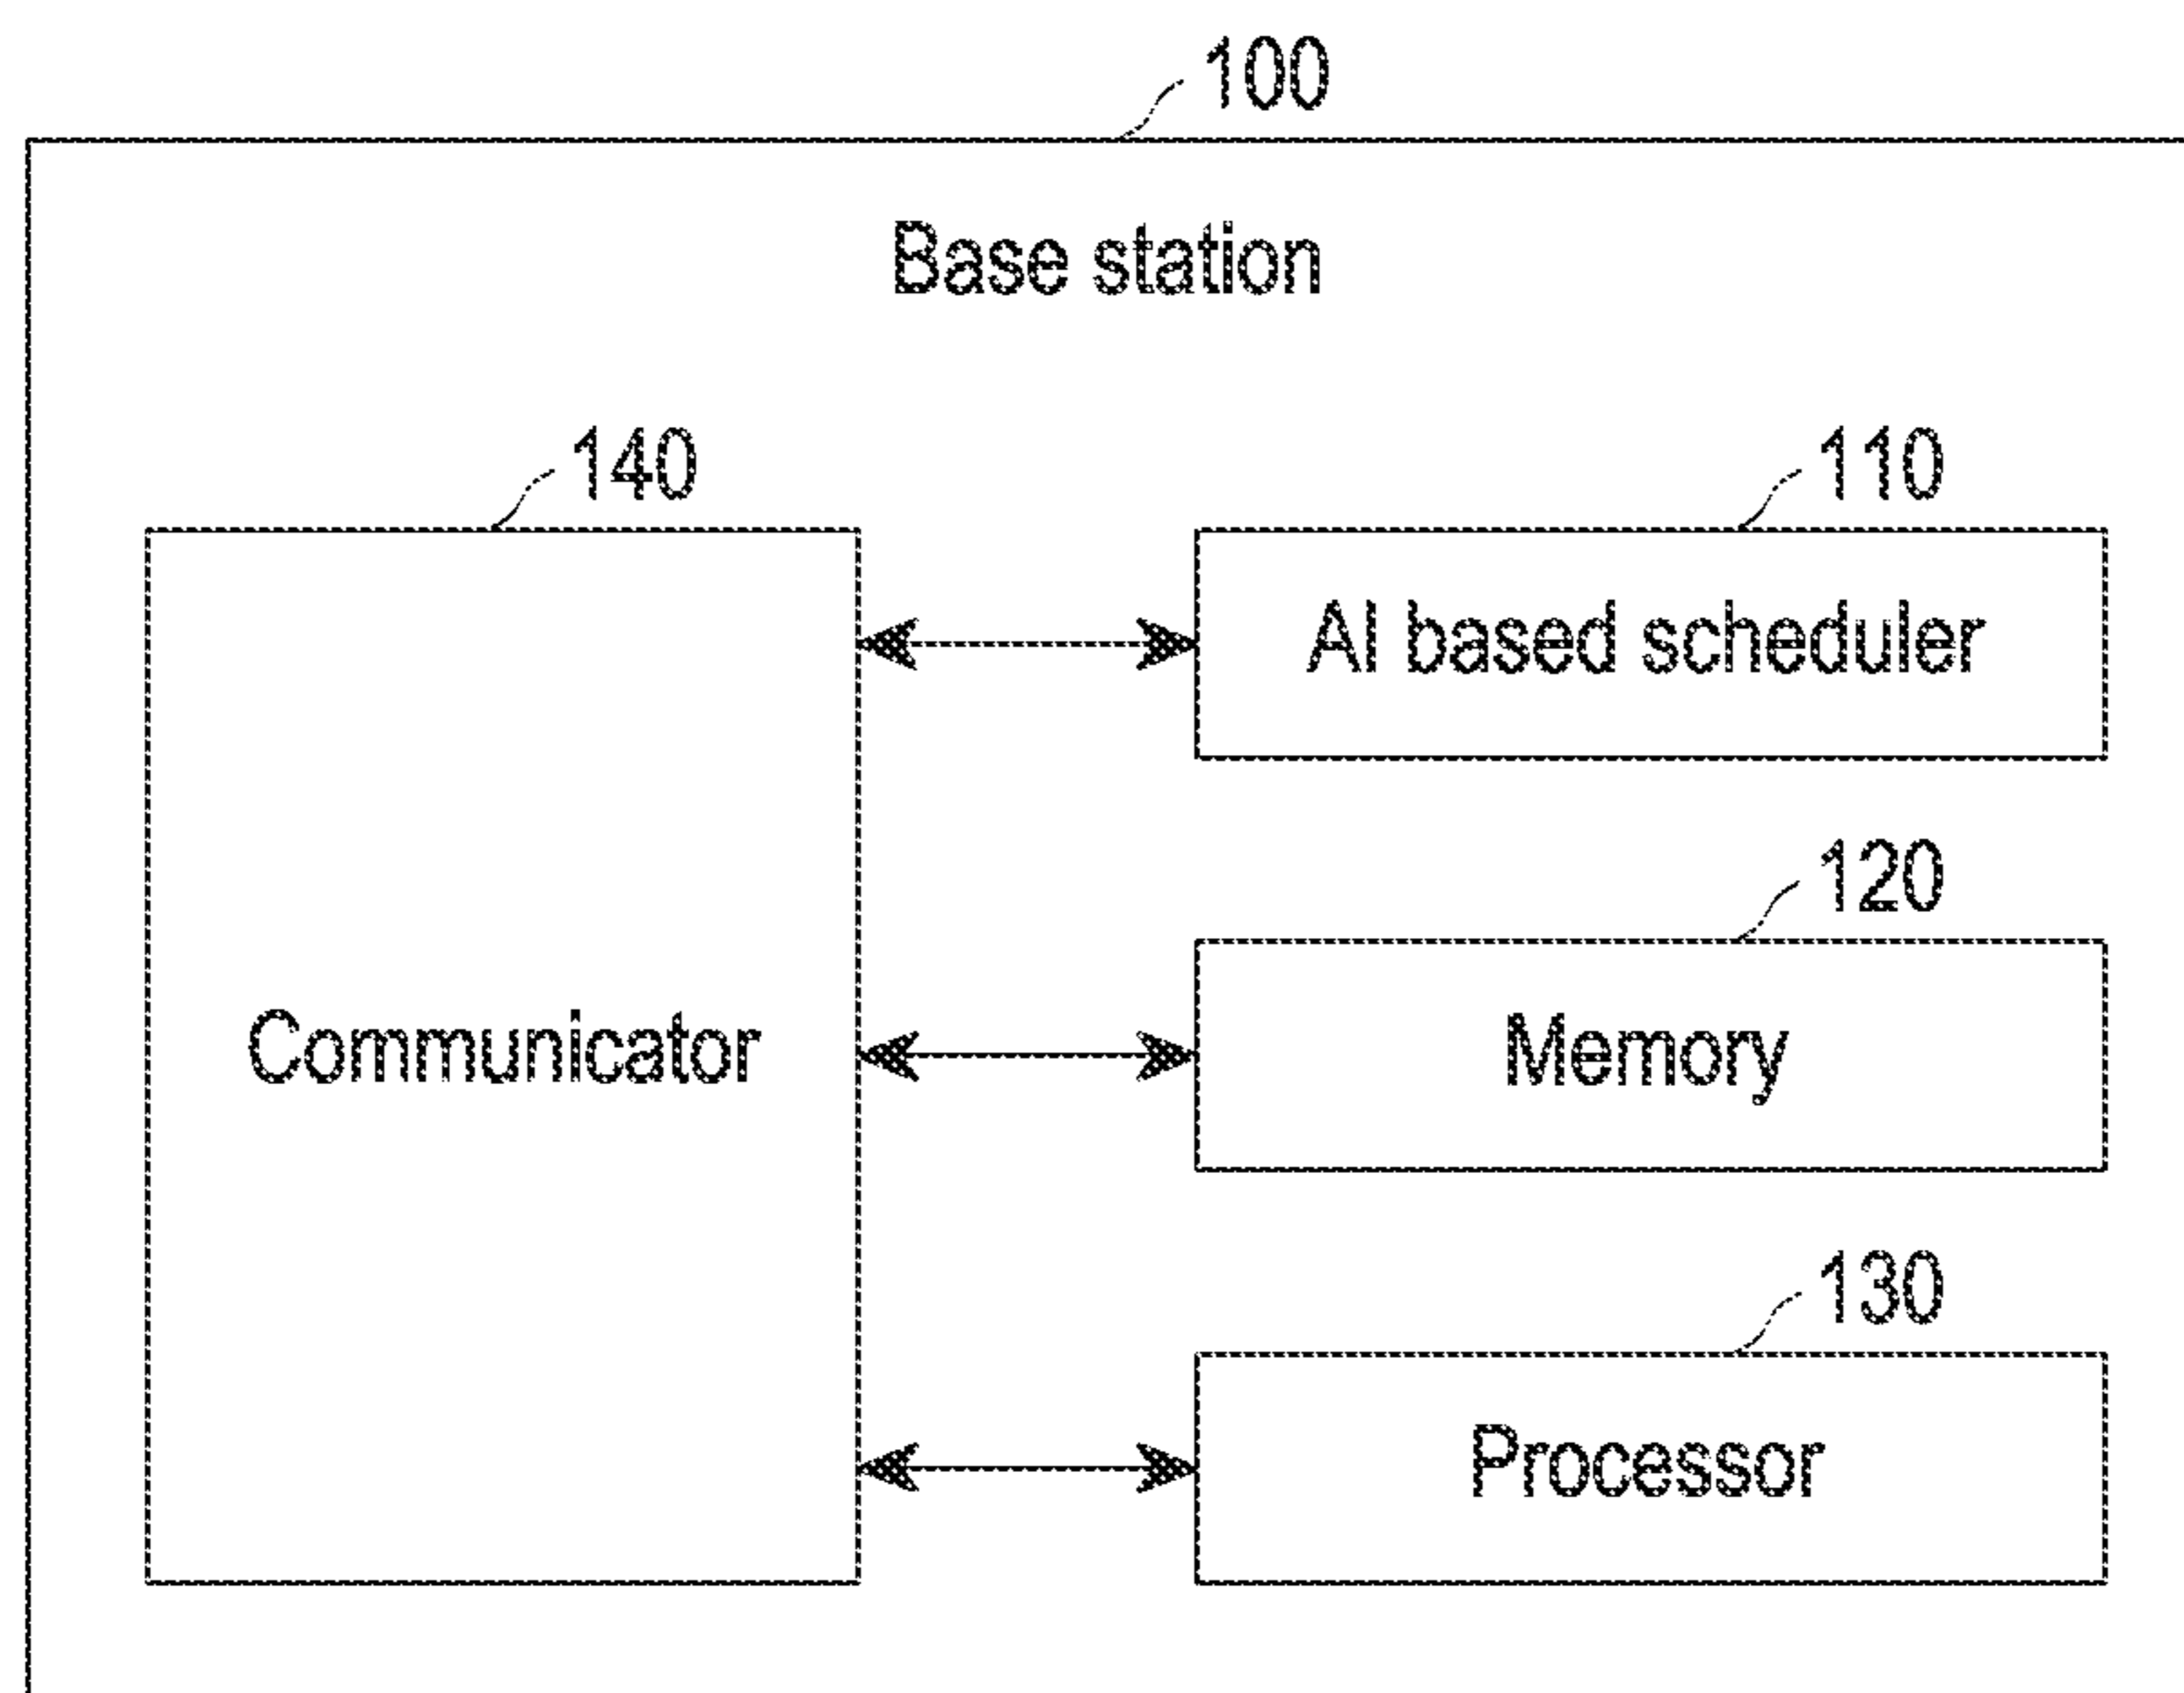 100
Base station
140
110
AI based scheduler
120
Communicator
Memory
130
Processor